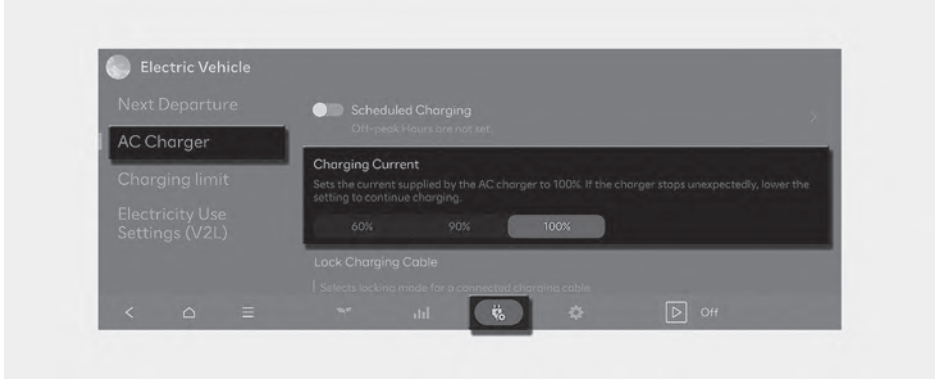 Electric Vehicle
Next Departure
AC Charger
Charging limit
Electricity Use
Settings (V2L)
Scheduled Charging
Off-peak Hours are not set.
Charging Current
Sets the current supplied by the AC charger to 100%. If the charger stops unexpectedly, lower the
setting to continue charging.
60%
90%
100%
Lock Charging Cable
Selects locking mode for a connected charging cable
Off